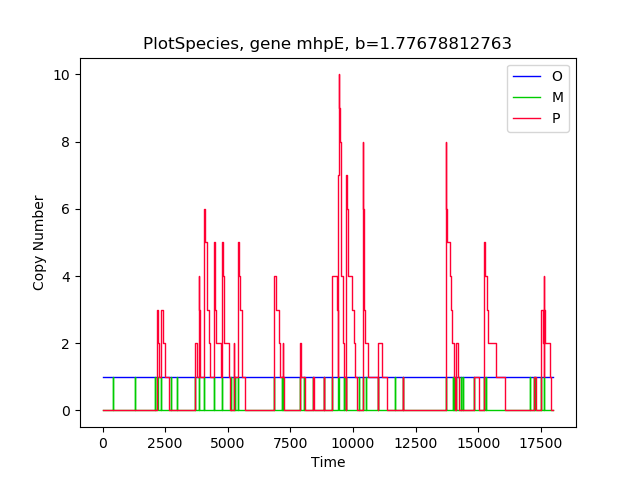 PlotSpecies, gene mhpE, b=1.77678812763
O
M
P
10
8
6
4
2
0
Copy Number
0 2500 5000 7500 10000 12500 15000 17500
Time